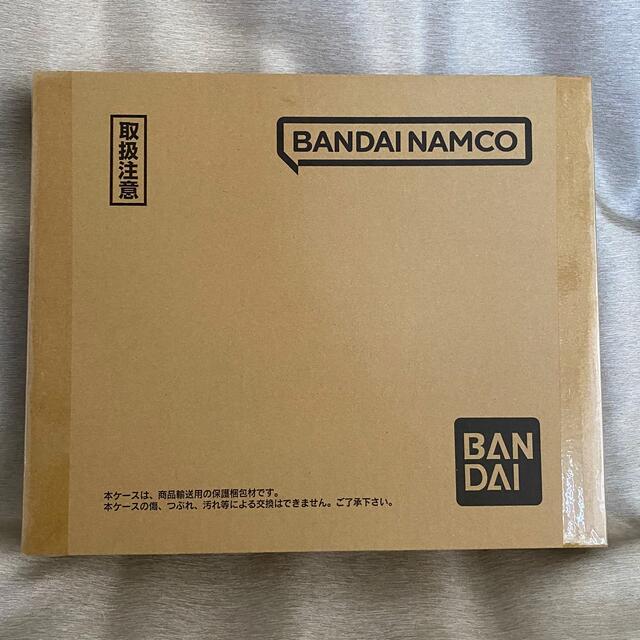 取扱注意
BANDAI NAMCO
BAN
DAI
本ケースは、商品輸送用の保護梱包材です。
本ケースの傷、つぶれ、汚れ等による交換はできません。ご了承下さい。